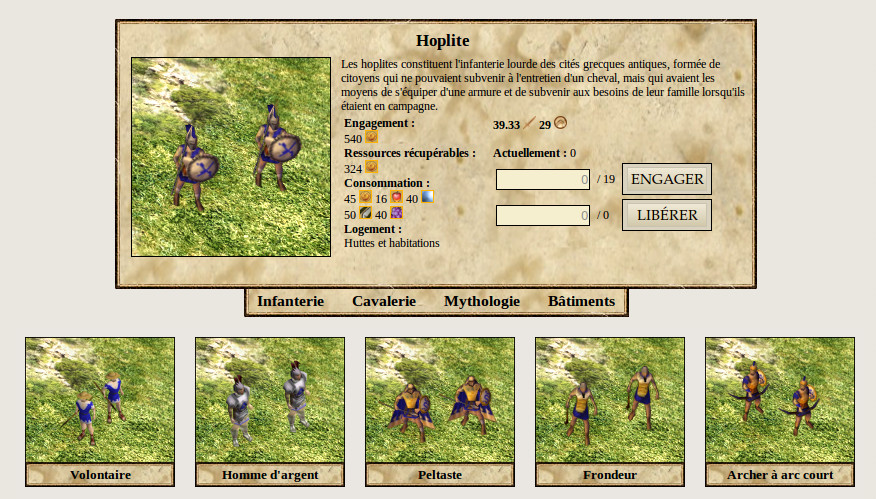 Hoplite
Les hoplites constituent l'infanterie lourde des cités grecques antiques, formée de
citoyens qui ne pouvaient subvenir à l'entretien d'un cheval, mais qui avaient les
moyens de s'équiper d'une armure et de subvenir aux besoins de leur famille lorsqu'ils
étaient en campagne.
Engagement :
540
Ressources récupérables :
324
Consommation :
45 16 40
50 40
Logement :
Huttes et habitations
39.33 29
Actuellement : 0
0 / 19 ENGAGER
0 / 0 LIBÉRER
Infanterie Cavalerie Mythologie Bâtiments
Volontaire
Homme d'argent
Peltaste
Frondeur
Archer à arc court